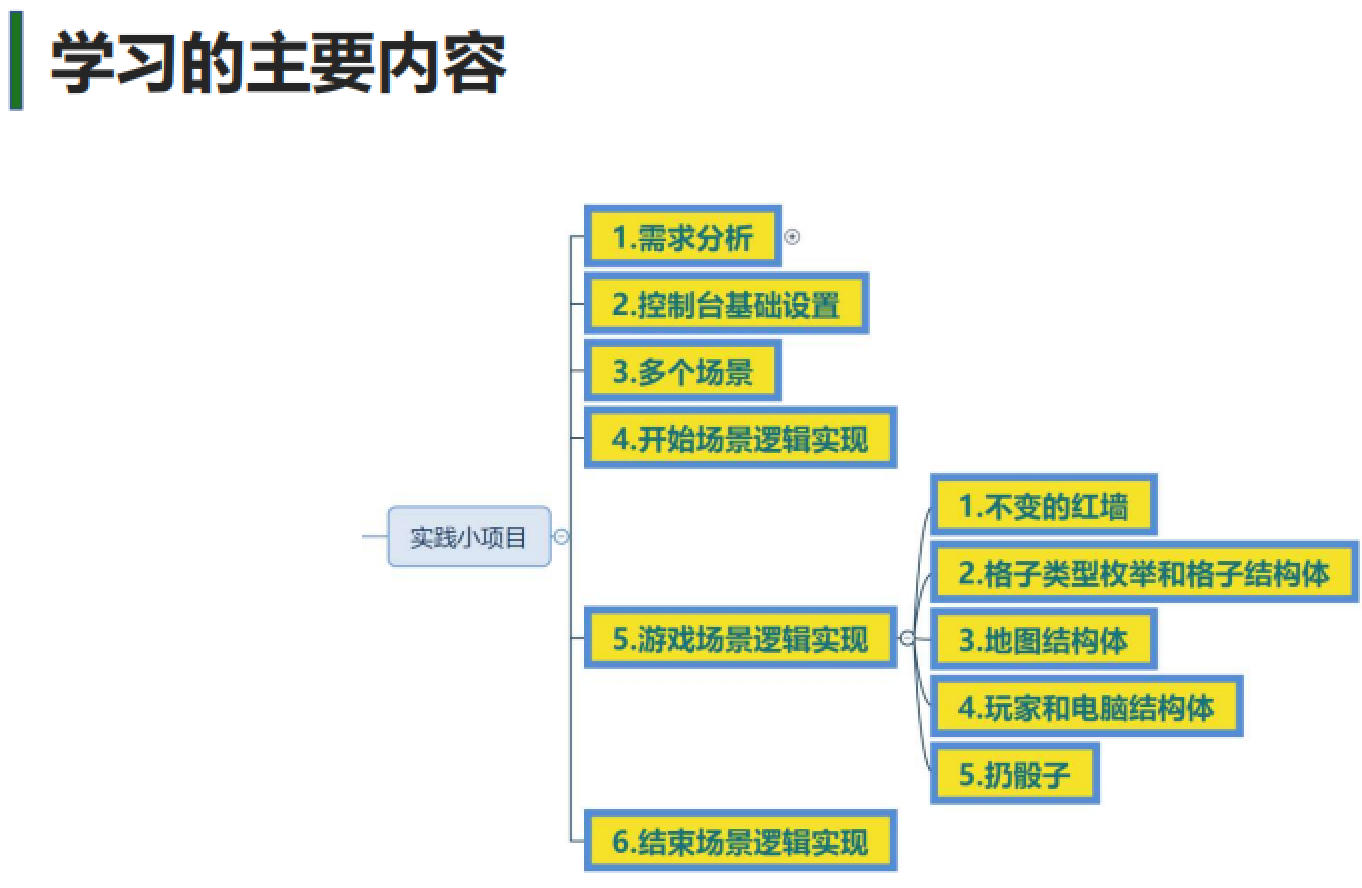 学习的主要内容
1.需求分析
2.控制台基础设置
3.多个场景
4.开始场景逻辑实现
实践小项目
5.游戏场景逻辑实现
1.不变的红墙
2.格子类型枚举和格子结构体
3.地图结构体
4.玩家和电脑结构体
5.扔骰子
6.结束场景逻辑实现